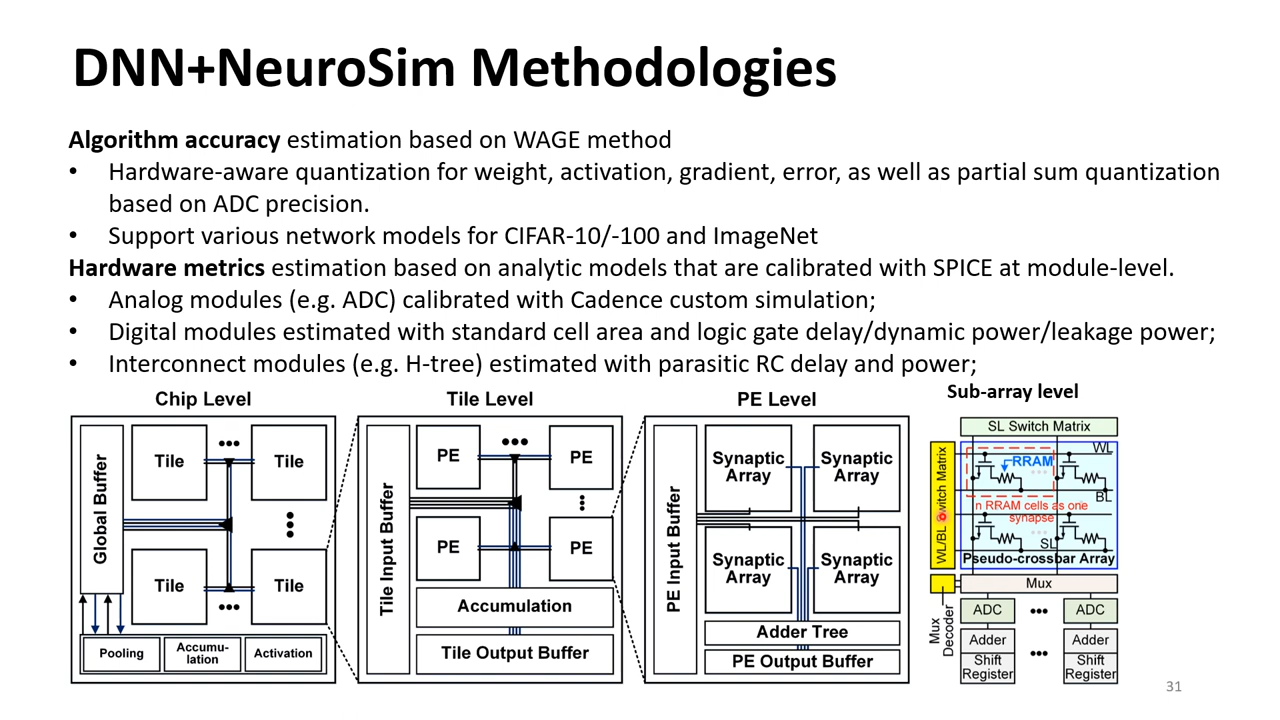 DNN+NeuroSim Methodologies
Algorithm accuracy estimation based on WAGE method
• Hardware-aware quantization for weight, activation, gradient, error, as well as partial sum quantization
based on ADC precision.
• Support various network models for CIFAR-10/-100 and ImageNet
Hardware metrics estimation based on analytic models that are calibrated with SPICE at module-level.
• Analog modules (e.g. ADC) calibrated with Cadence custom simulation;
• Digital modules estimated with standard cell area and logic gate delay/dynamic power/leakage power;
• Interconnect modules (e.g. H-tree) estimated with parasitic RC delay and power;
Chip Level
Global Buffer
Tile
Tile
Tile
Tile
Pooling
Accumu-
lation
Activation
Tile Level
Tile Input Buffer
PE
PE
PE
PE
Accumulation
Tile Output Buffer
PE Level
PE Input Buffer
Synaptic
Array
Synaptic
Array
Synaptic
Array
Synaptic
Array
Adder Tree
PE Output Buffer
Sub-array level
SL Switch Matrix
WL/BL Switch Matrix
WL
RRAM
BL
n RRAM cells as one
synapse
SL
Pseudo-crossbar Array
Mux
Mux
Decoder
ADC
ADC
Adder
Adder
Shift
Register
Shift
Register
31